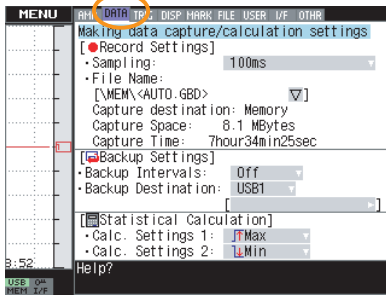 MENU
AMP DATA TRIG DISP MARK FILE USER I/F OTHR
Making data capture/calculation settings
[●Record Settings]
・Sampling: 100ms
・File Name:
[\MEM\<AUTO.GBD> ▽]
Capture destination: Memory
Capture Space: 8.1 MBytes
Capture Time: 7hour34min25sec
[Backup Settings]
・Backup Intervals: Off
・Backup Destination: USB1
[ ]
[Statistical Calculation]
・Calc. Settings 1: Max
・Calc. Settings 2: Min
8:52
USB
MEM I/F
Help?